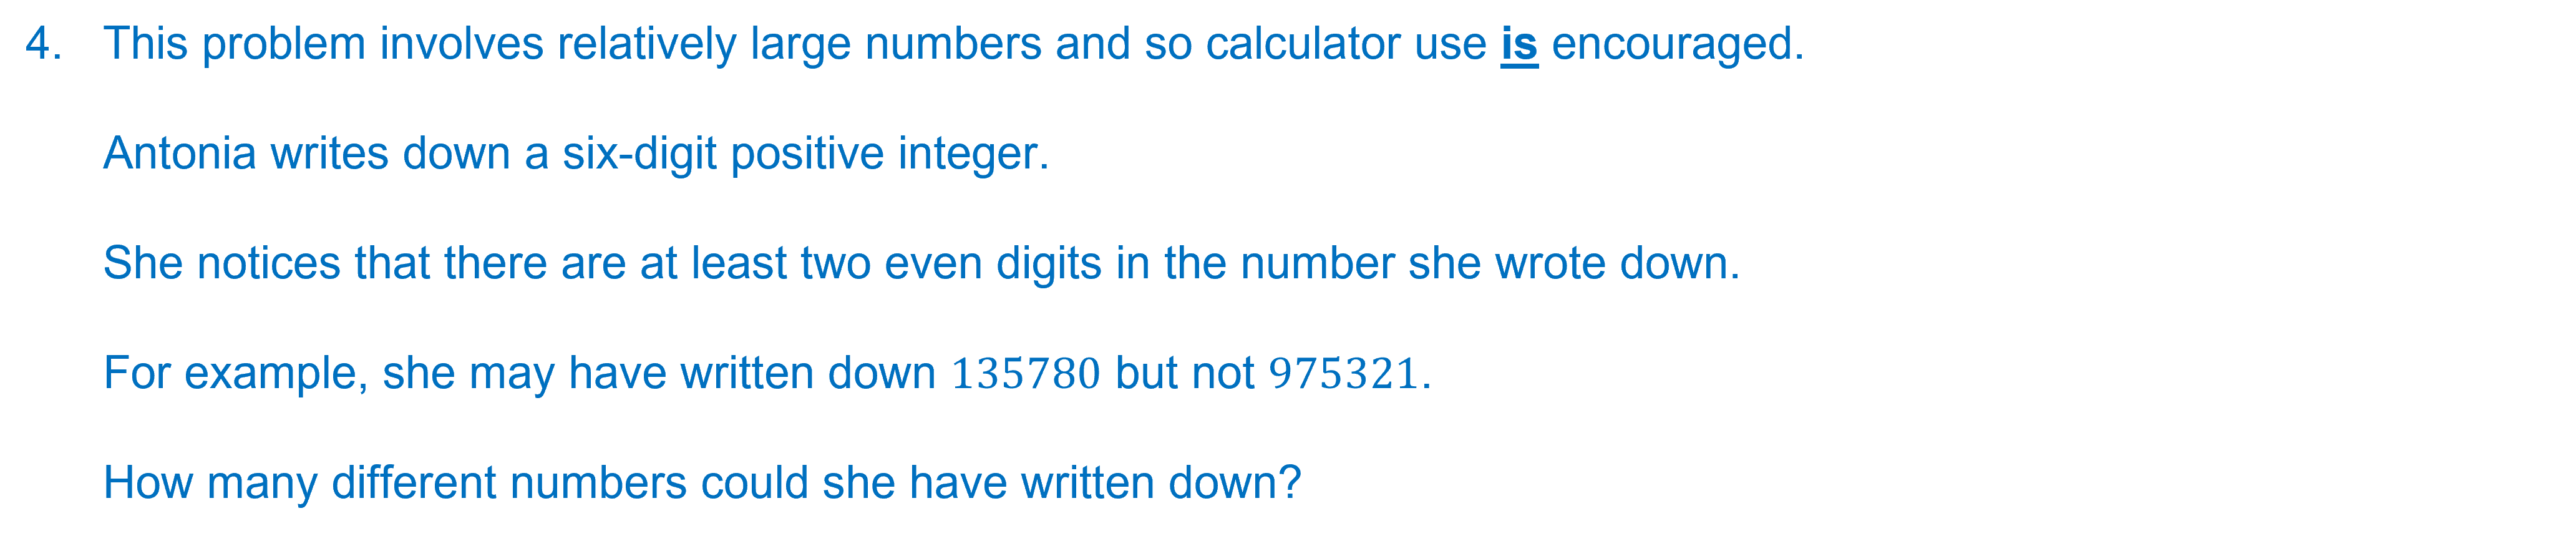 4. This problem involves relatively large numbers and so calculator use is encouraged.
Antonia writes down a six-digit positive integer.
She notices that there are at least two even digits in the number she wrote down.
For example, she may have written down 135780 but not 975321.
How many different numbers could she have written down?